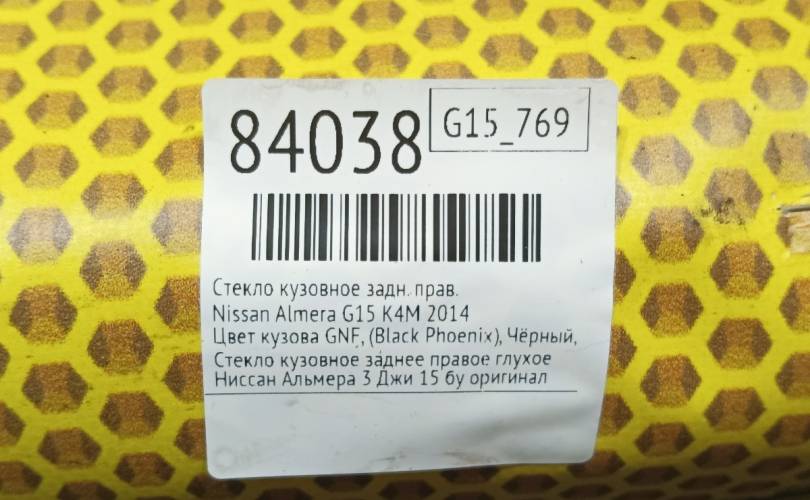 84038
G15_769
Стекло кузовное задн. прав.
Nissan Almera G15 K4M 2014
Цвет кузова GNF, (Black Phoenix), Чёрный,
Стекло кузовное заднее правое глухое
Ниссан Альмера 3 Джи 15 бу оригинал